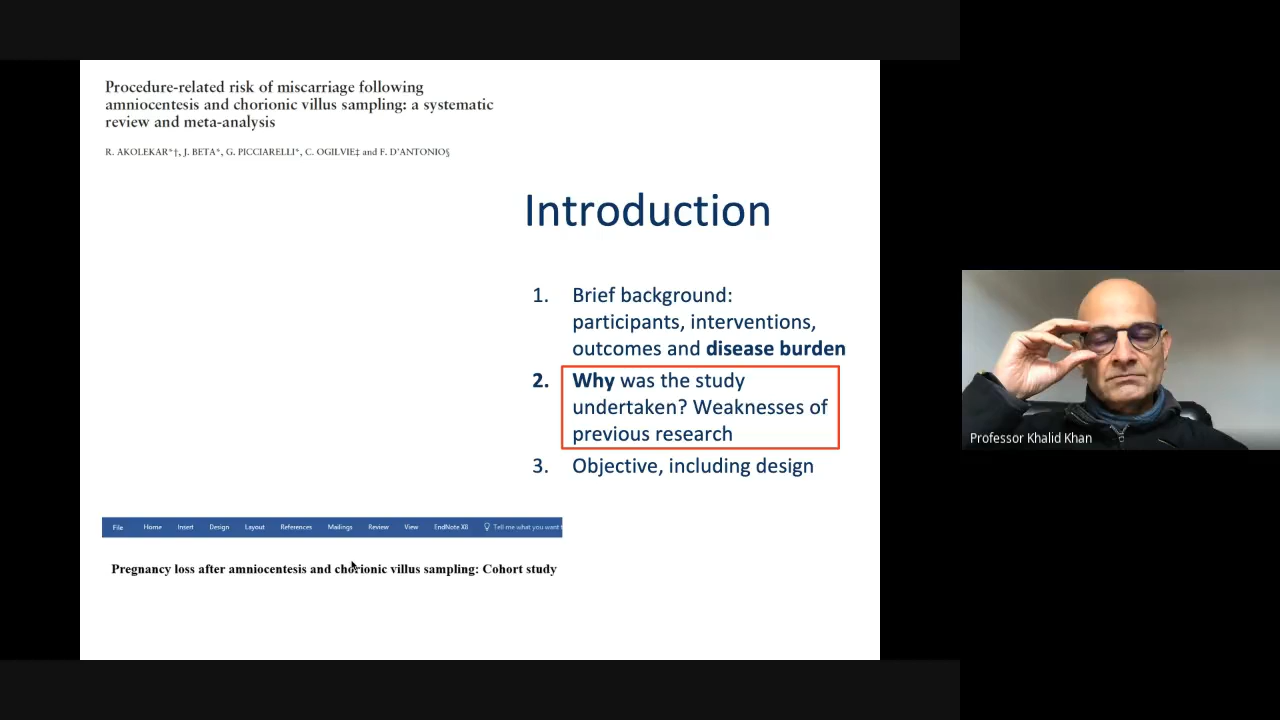 Procedure-related risk of miscarriage following
amniocentesis and chorionic villus sampling: a systematic
review and meta-analysis
R. AKOLEKAR*†, J. BETA*, G. PICCIARELLI*, C. OGILVIE‡ and F. D'ANTONIO§
Introduction
1. Brief background:
participants, interventions,
outcomes and disease burden
2. Why was the study
undertaken? Weaknesses of
previous research
3. Objective, including design
File Home Insert Design Layout References Mailings Review View EndNote X8 Tell me what you want t
Pregnancy loss after amniocentesis and chorionic villus sampling: Cohort study
Professor Khalid Khan